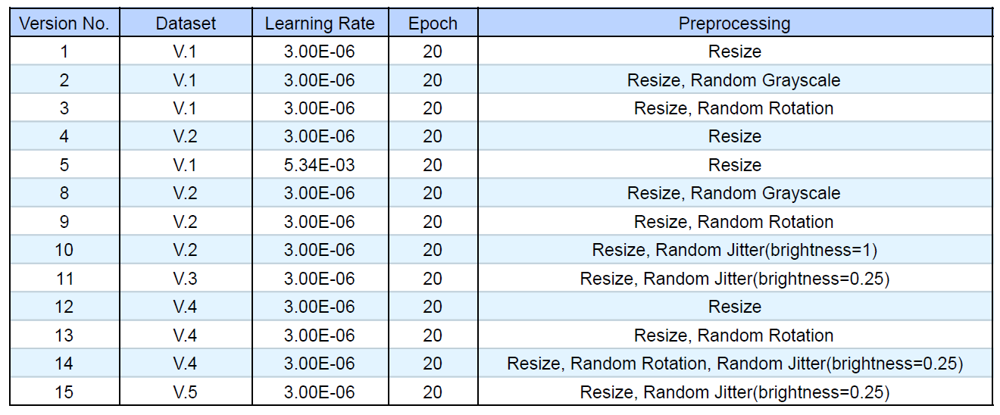 Version No. Dataset Learning Rate Epoch Preprocessing
1 V.1 3.00E-06 20 Resize
2 V.1 3.00E-06 20 Resize, Random Grayscale
3 V.1 3.00E-06 20 Resize, Random Rotation
4 V.2 3.00E-06 20 Resize
5 V.1 5.34E-03 20 Resize
8 V.2 3.00E-06 20 Resize, Random Grayscale
9 V.2 3.00E-06 20 Resize, Random Rotation
10 V.2 3.00E-06 20 Resize, Random Jitter(brightness=1)
11 V.3 3.00E-06 20 Resize, Random Jitter(brightness=0.25)
12 V.4 3.00E-06 20 Resize
13 V.4 3.00E-06 20 Resize, Random Rotation
14 V.4 3.00E-06 20 Resize, Random Rotation, Random Jitter(brightness=0.25)
15 V.5 3.00E-06 20 Resize, Random Jitter(brightness=0.25)